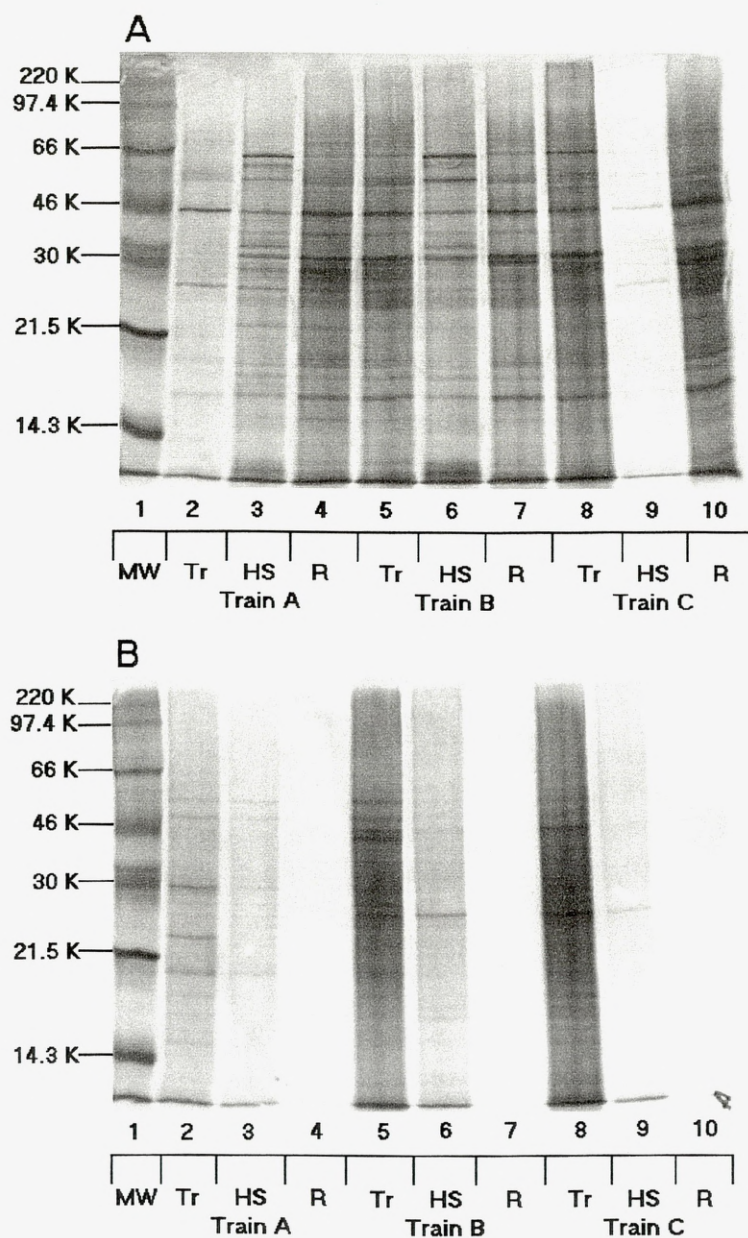 A
220 K
97.4 K
66 K
46 K
30 K
21.5 K
14.3 K
1 2 3 4 5 6 7 8 9 10
MW Tr HS R Tr HS R Tr HS R
Train A Train B Train C
B
220 K
97.4 K
66 K
46 K
30 K
21.5 K
14.3 K
1 2 3 4 5 6 7 8 9 10
MW Tr HS R Tr HS R Tr HS R
Train A Train B Train C